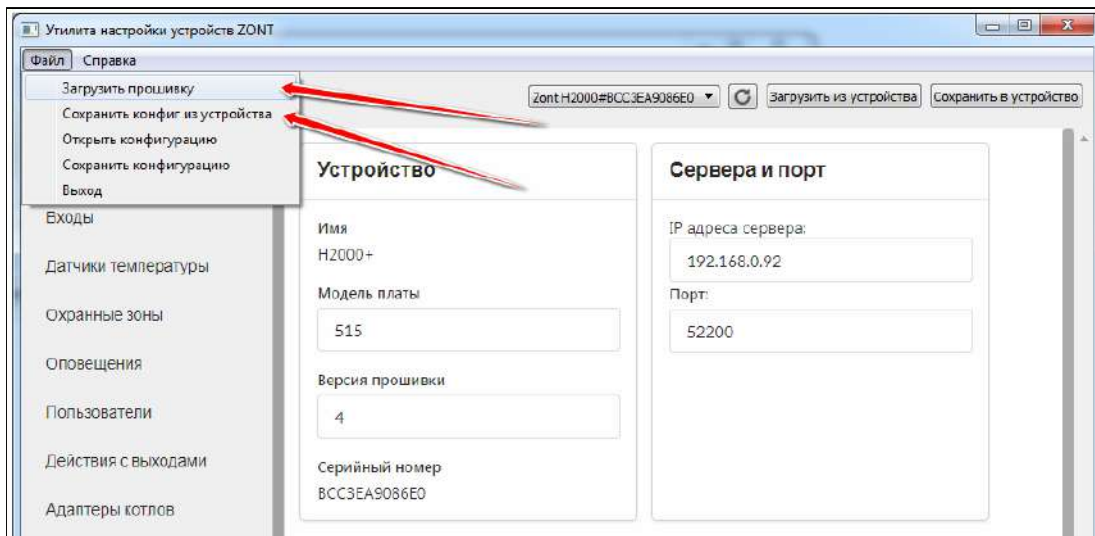 Утилита настройки устройств ZONT
Файл Справка
Загрузить прошивку
Сохранить конфиг из устройства
Открыть конфигурацию
Сохранить конфигурацию
Выход
Zont H2000#BCC3EA9086E0 Загрузить из устройства Сохранить в устройство
Входы
Датчики температуры
Охранные зоны
Оповещения
Пользователи
Действия с выходами
Адаптеры котлов
Устройство
Имя
H2000+
Модель платы
515
Версия прошивки
4
Серийный номер
BCC3EA9086E0
Сервера и порт
IP адреса сервера:
192.168.0.92
Порт:
52200